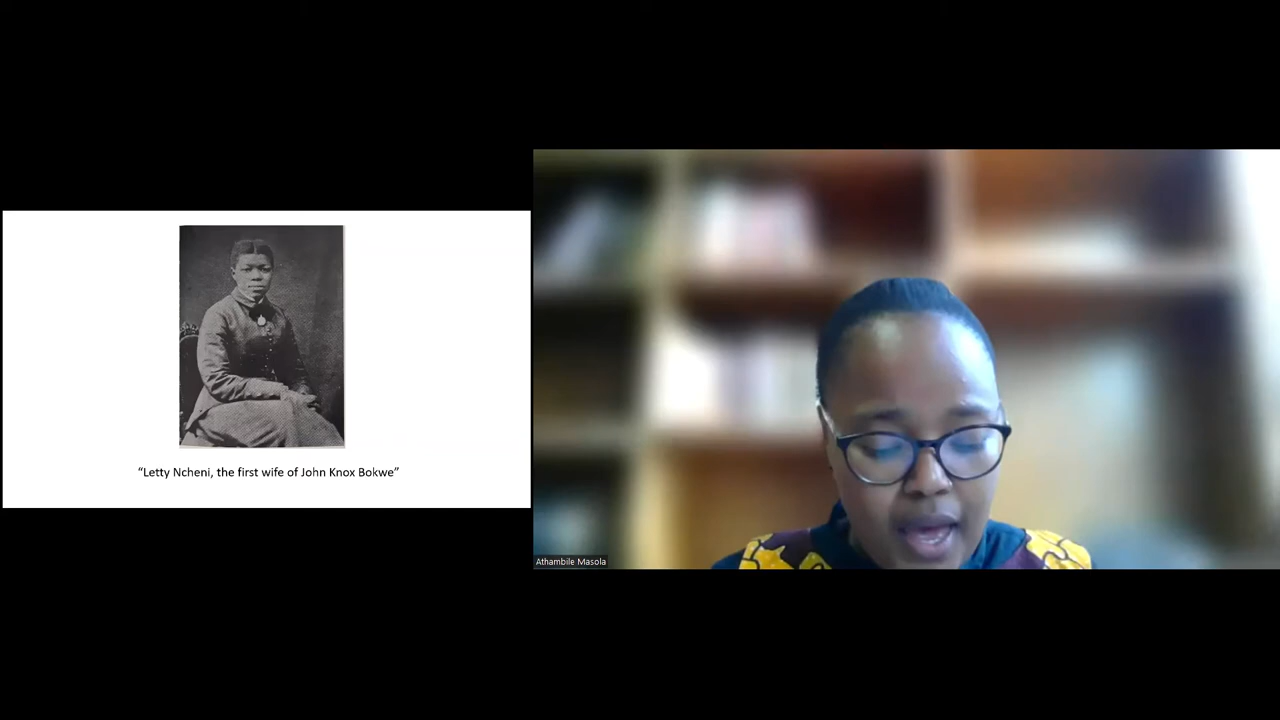 “Letty Ncheni, the first wife of John Knox Bokwe”
Athambile Masola